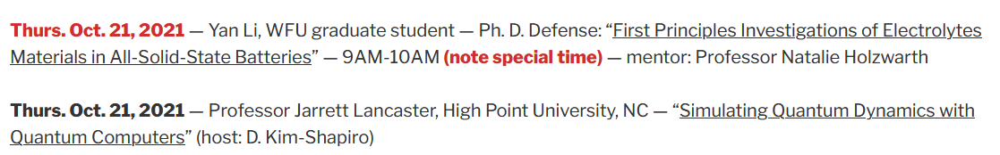 Thurs. Oct. 21, 2021 — Yan Li, WFU graduate student — Ph. D. Defense: “First Principles Investigations of Electrolytes
Materials in All-Solid-State Batteries” — 9AM-10AM (note special time) — mentor: Professor Natalie Holzwarth
Thurs. Oct. 21, 2021 — Professor Jarrett Lancaster, High Point University, NC — “Simulating Quantum Dynamics with
Quantum Computers” (host: D. Kim-Shapiro)